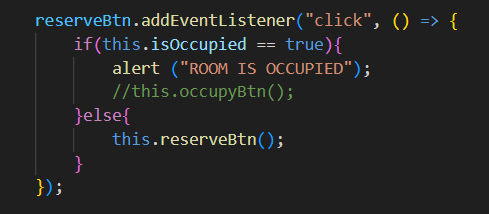 reserveBtn.addEventListener("click", () => {
    if(this.isOccupied == true){
        alert ("ROOM IS OCCUPIED");
        //this.occupyBtn();
    }else{
        this.reserveBtn();
    }
});